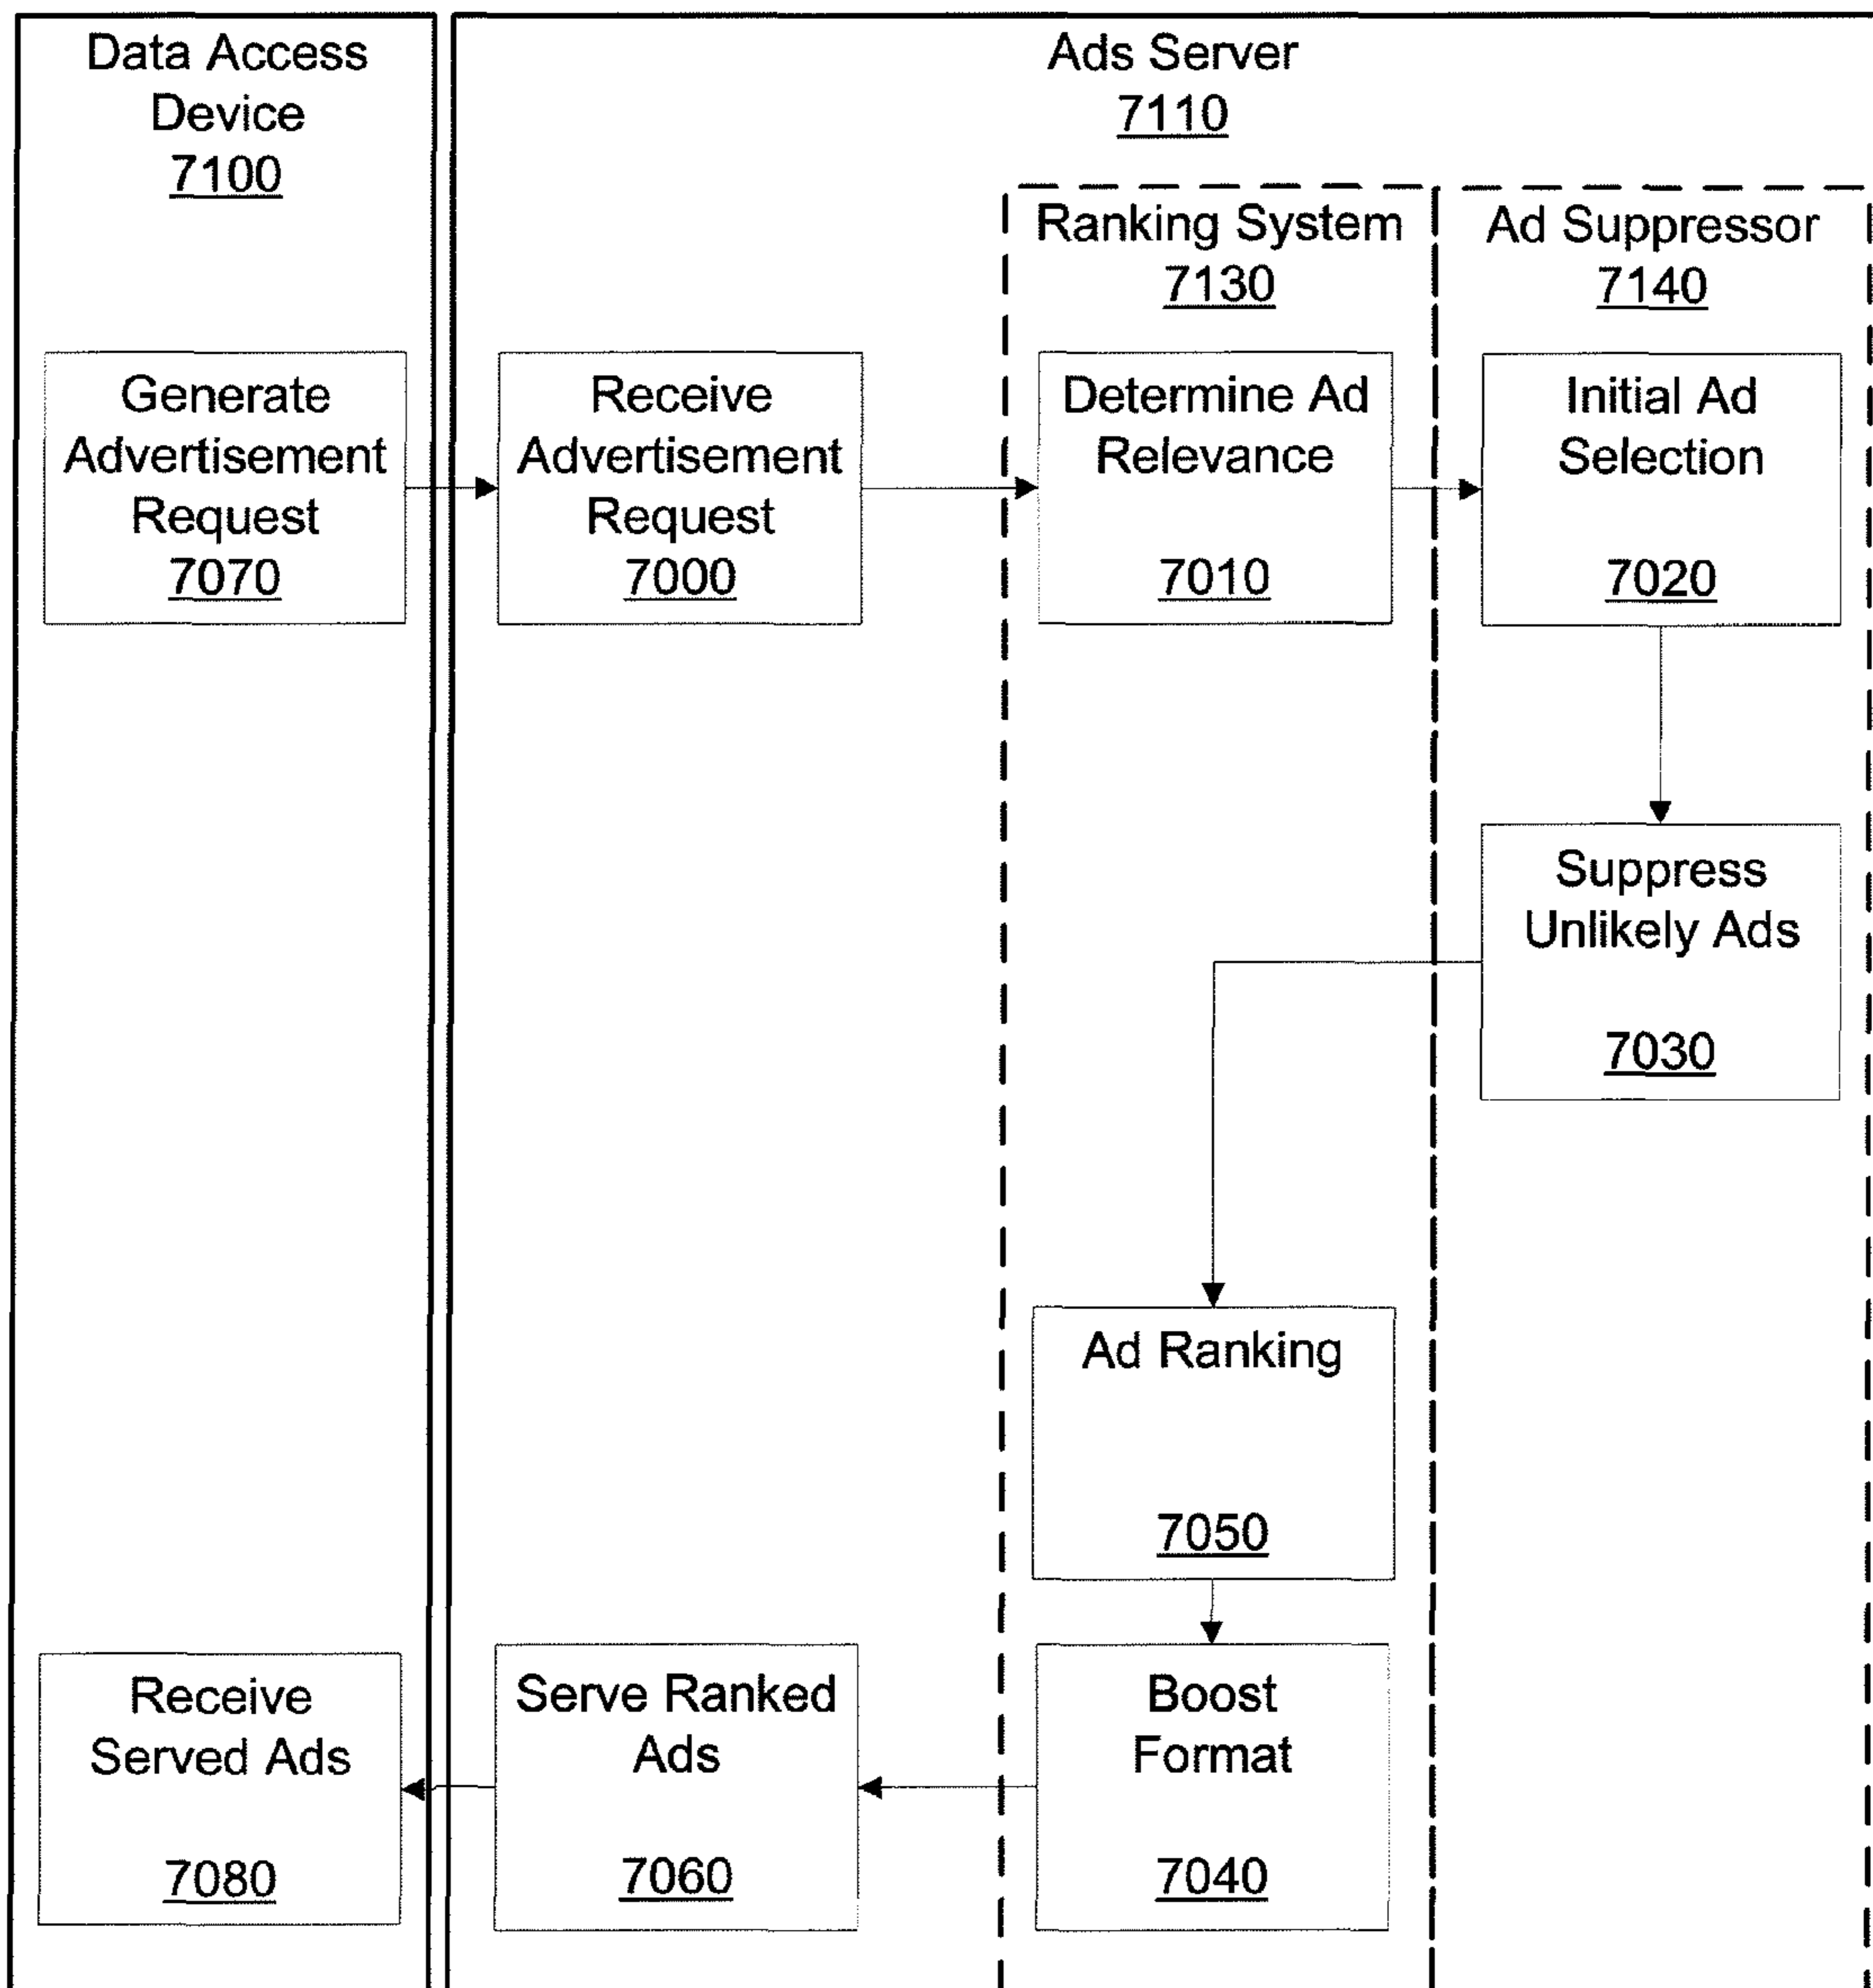 Data Access
Device
7100
Ads Server
7110
Ranking System
7130
Ad Suppressor
7140
Generate
Advertisement
Request
7070
Receive
Advertisement
Request
7000
Determine Ad
Relevance
7010
Initial Ad
Selection
7020
Suppress
Unlikely Ads
7030
Ad Ranking
7050
Receive
Served Ads
7080
Serve Ranked
Ads
7060
Boost
Format
7040